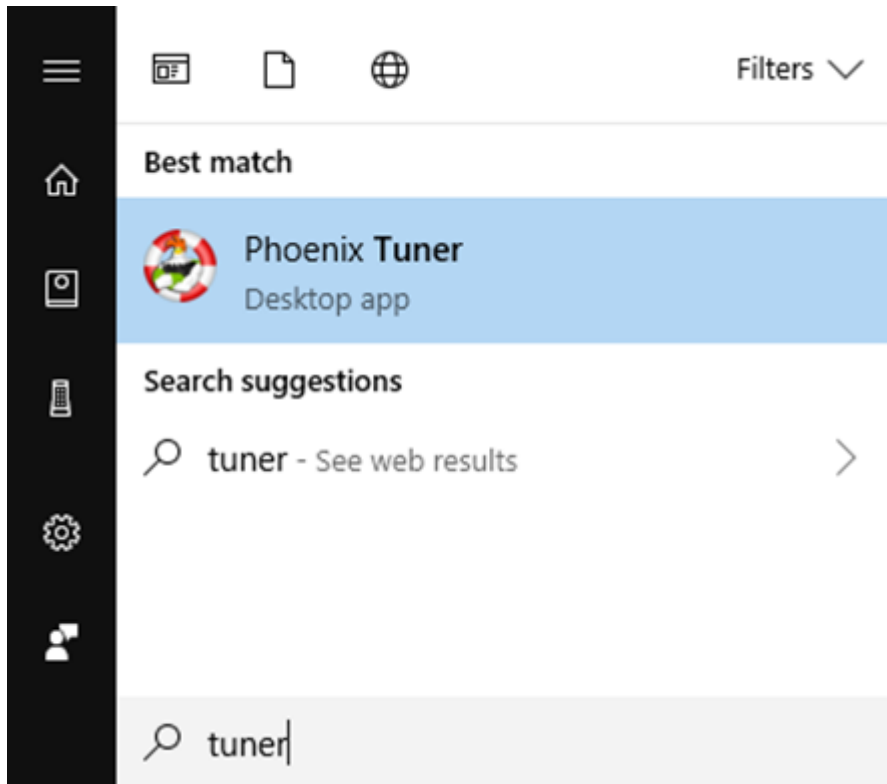 Filters
Best match
Phoenix Tuner
Desktop app
Search suggestions
tuner - See web results
tuner